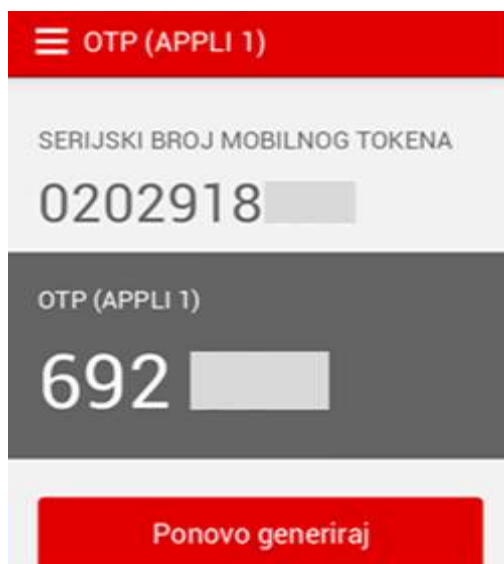 OTP (APPLI 1)
SERIJSKI BROJ MOBILNOG TOKENA
0202918
OTP (APPLI 1)
692
Ponovo generiraj